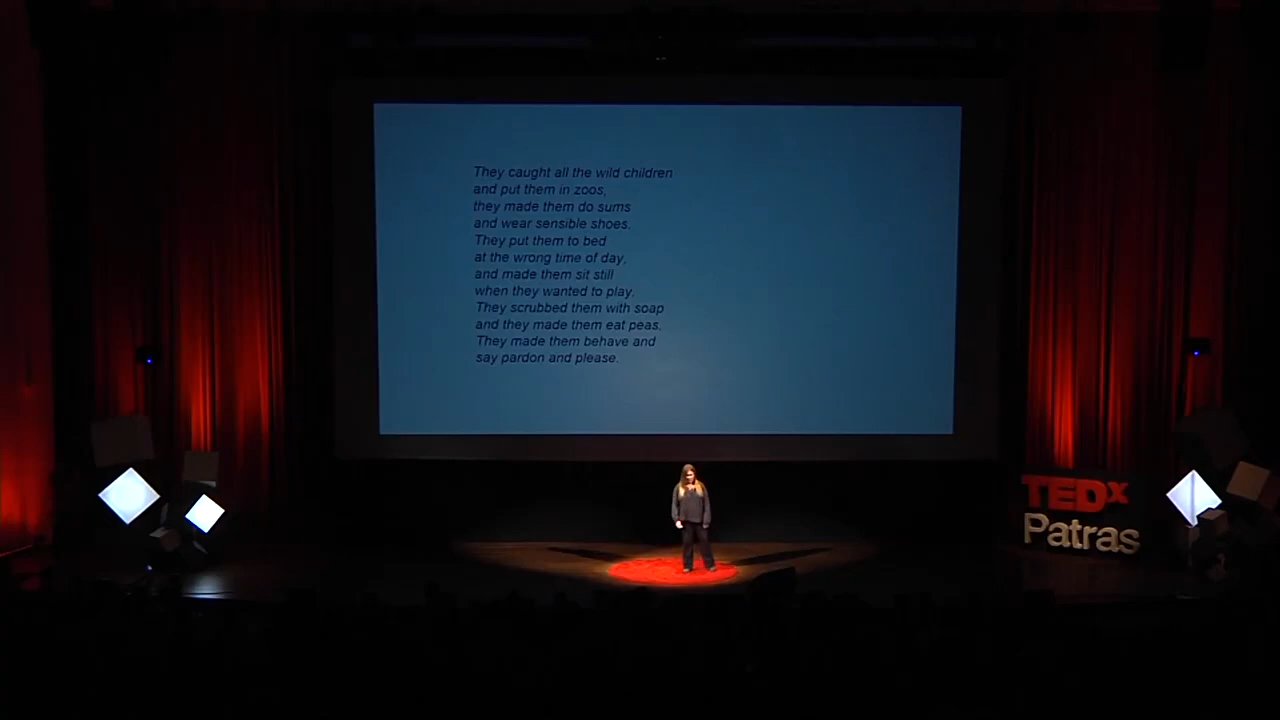 They caught all the wild children
and put them in zoos,
they made them do sums
and wear sensible shoes.
They put them to bed
at the wrong time of day,
and made them sit still
when they wanted to play.
They scrubbed them with soap
and they made them eat peas.
They made them behave and
say pardon and please.
TEDx
Patras